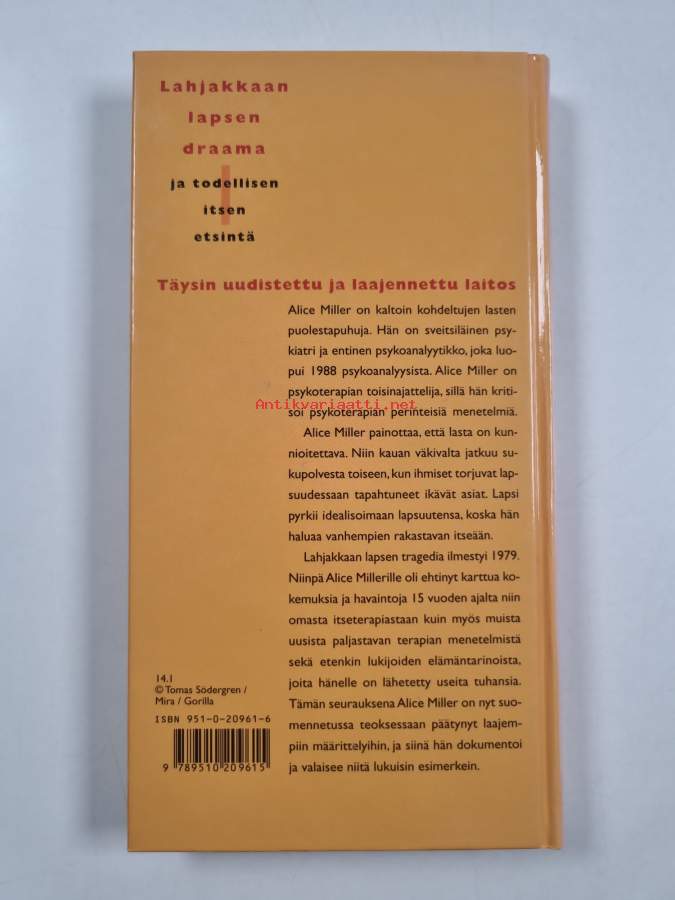 Lahjakkaan
lapsen
draama
ja todellisen
itsen
etsintä
Täysin uudistettu ja laajennettu laitos
Alice Miller on kaltoin kohdeltujen lasten
puolestapuhuja. Hän on sveitsiläinen psy-
kiatri ja entinen psykoanalyytikko, joka luo-
pui 1988 psykoanalyysista. Alice Miller on
psykoterapian toisinajattelija, sillä hän kriti-
soi psykoterapian perinteisiä menetelmiä.
Antikvariaatti.net
Alice Miller painottaa, että lasta on kun-
nioitettava. Niin kauan väkivalta jatkuu su-
kupolvesta toiseen, kun ihmiset torjuvat lap-
suudessaan tapahtuneet ikävät asiat. Lapsi
pyrkii idealisoimaan lapsuutensa, koska hän
haluaa vanhempien rakastavan itseään.
Lahjakkaan lapsen tragedia ilmestyi 1979.
Niinpä Alice Millerille oli ehtinyt karttua ko-
kemuksia ja havaintoja 15 vuoden ajalta niin
omasta itseterapiastaan kuin myös muista
uusista paljastavan terapian menetelmistä
sekä etenkin lukijoiden elämäntarinoista,
joita hänelle on lähetetty useita tuhansia.
Tämän seurauksena Alice Miller on nyt suo-
mennetussa teoksessaan päätynyt laajem-
piin määrittelyihin, ja siinä hän dokumentoi
ja valaisee niitä lukuisin esimerkein.
14.1
© Tomas Södergren /
Mira / Gorilla
ISBN 951-0-20961-6
9 789510 209615